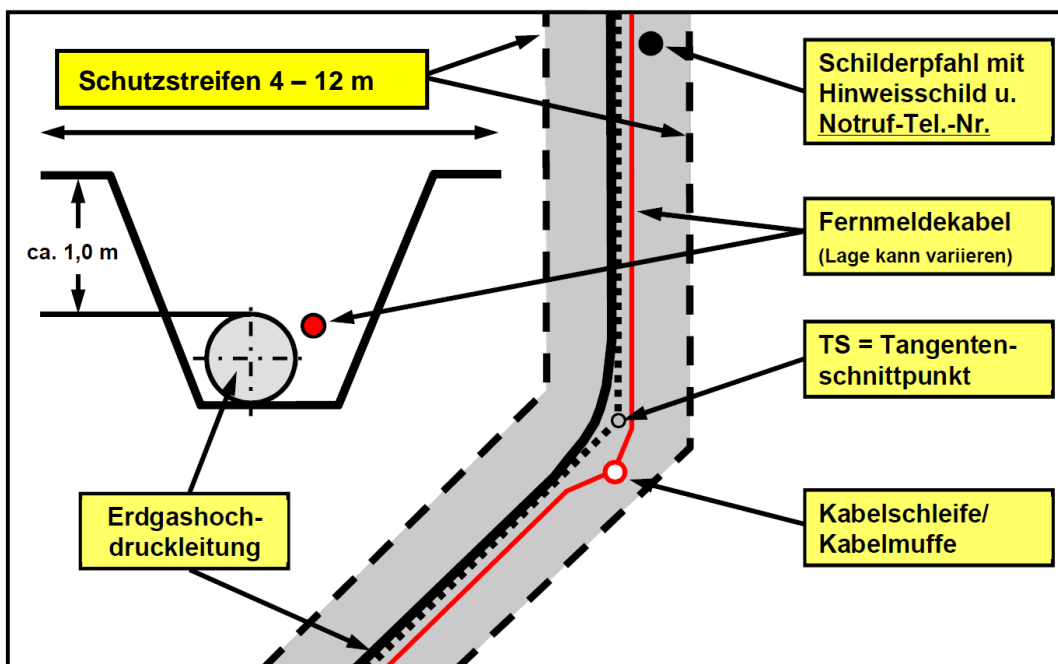 Schutzstreifen 4 – 12 m
Schilderpfahl mit
Hinweisschild u.
Notruf-Tel.-Nr.
ca. 1,0 m
Fernmeldekabel
(Lage kann variieren)
TS = Tangenten-
schnittpunkt
Erdgashoch-
druckleitung
Kabelschleife/
Kabelmuffe